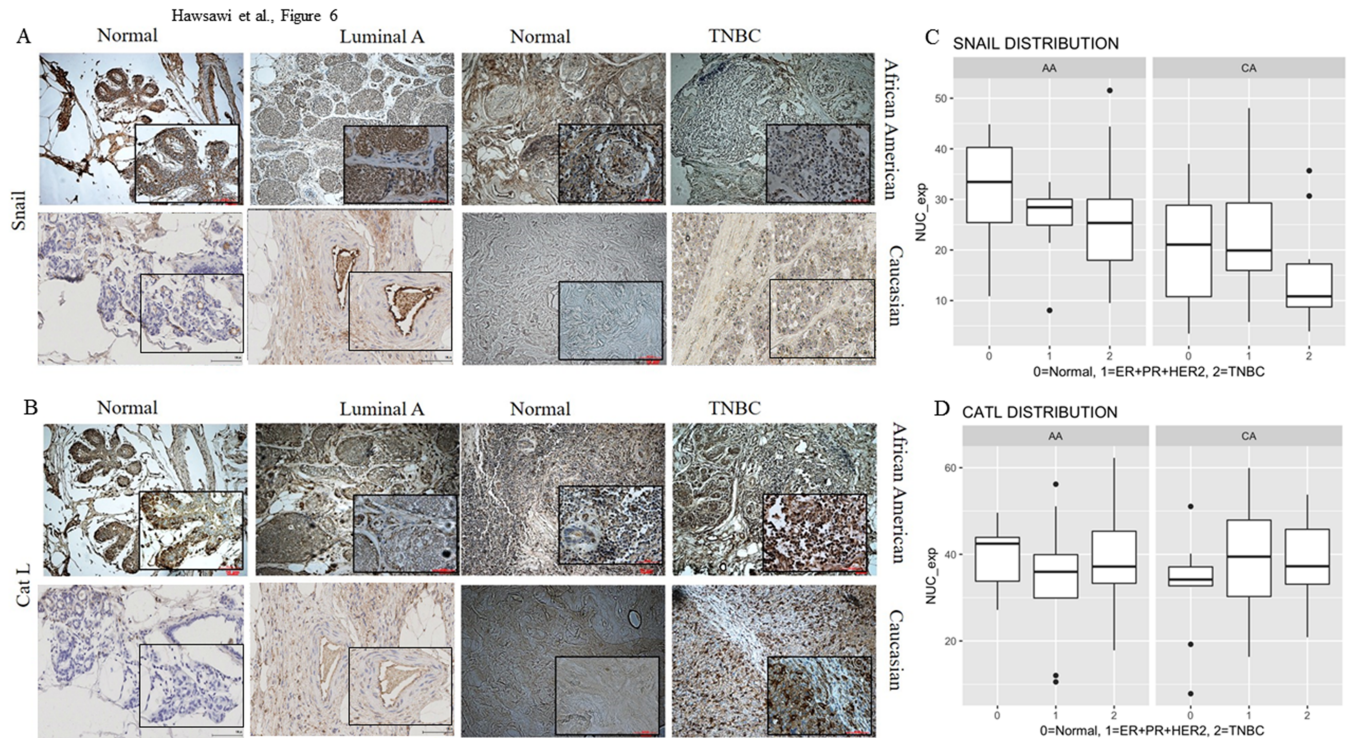 Hawsawi et al., Figure 6
A
Normal
Luminal A
Normal
TNBC
Snail
African American
Caucasian
B
Normal
Luminal A
Normal
TNBC
Cat L
African American
Caucasian
C
SNAIL DISTRIBUTION
AA
CA
50
40
30
20
10
NUC_exp
0
1
2
0
1
2
0=Normal, 1=ER+PR+HER2, 2=TNBC
D
CATL DISTRIBUTION
AA
CA
60
40
20
NUC_exp
0
1
2
0
1
2
0=Normal, 1=ER+PR+HER2, 2=TNBC